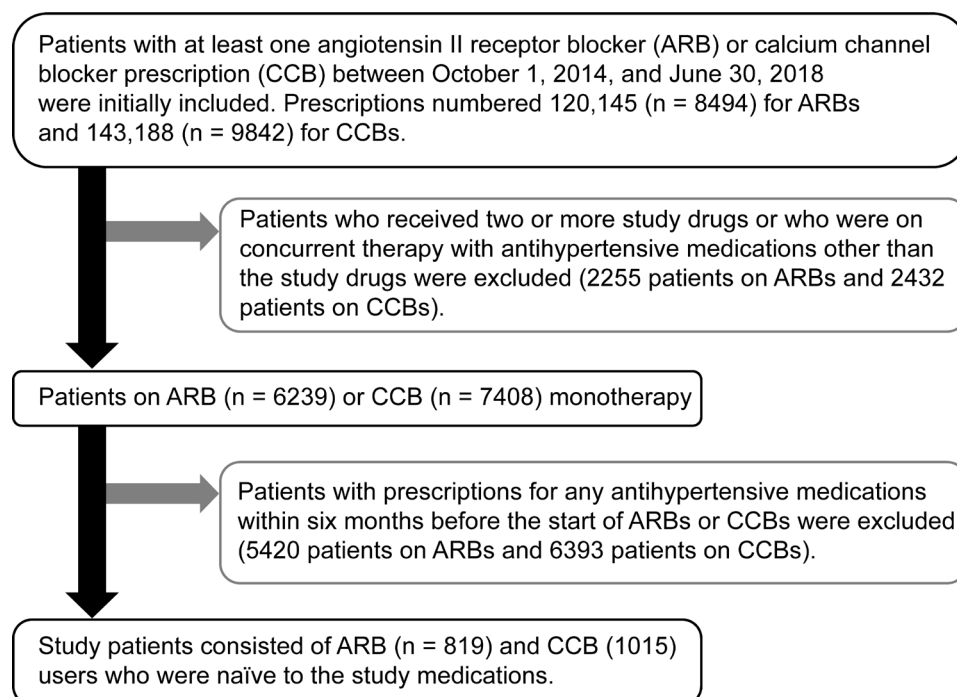 Patients with at least one angiotensin II receptor blocker (ARB) or calcium channel
blocker prescription (CCB) between October 1, 2014, and June 30, 2018
were initially included. Prescriptions numbered 120,145 (n = 8494) for ARBs
and 143,188 (n = 9842) for CCBs.
Patients who received two or more study drugs or who were on
concurrent therapy with antihypertensive medications other than
the study drugs were excluded (2255 patients on ARBs and 2432
patients on CCBs).
Patients on ARB (n = 6239) or CCB (n = 7408) monotherapy
Patients with prescriptions for any antihypertensive medications
within six months before the start of ARBs or CCBs were excluded
(5420 patients on ARBs and 6393 patients on CCBs).
Study patients consisted of ARB (n = 819) and CCB (1015)
users who were naïve to the study medications.